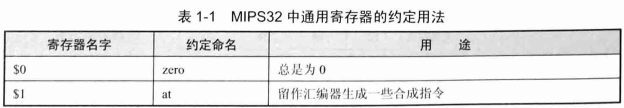 表 1-1 MIPS32 中通用寄存器的约定用法
寄存器名字 约定命名 用 途
$0 zero 总是为 0
$1 at 留作汇编器生成一些合成指令